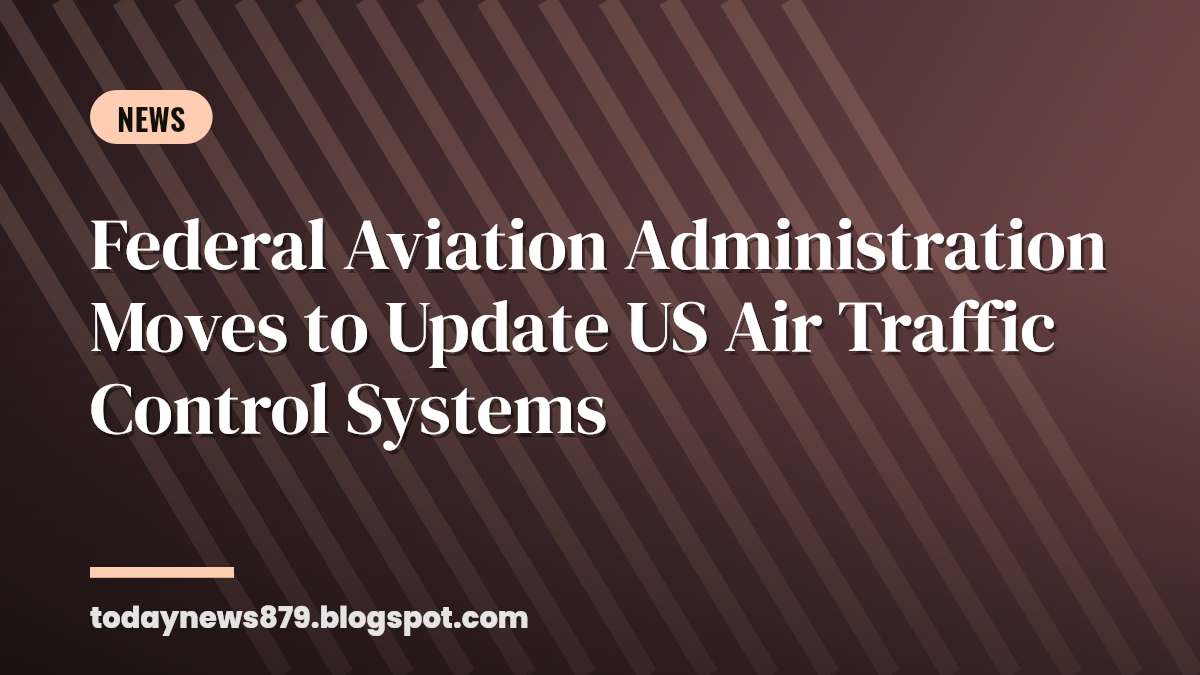 NEWS
Federal Aviation Administration
Moves to Update US Air Traffic
Control Systems
todaynews879.blogspot.com